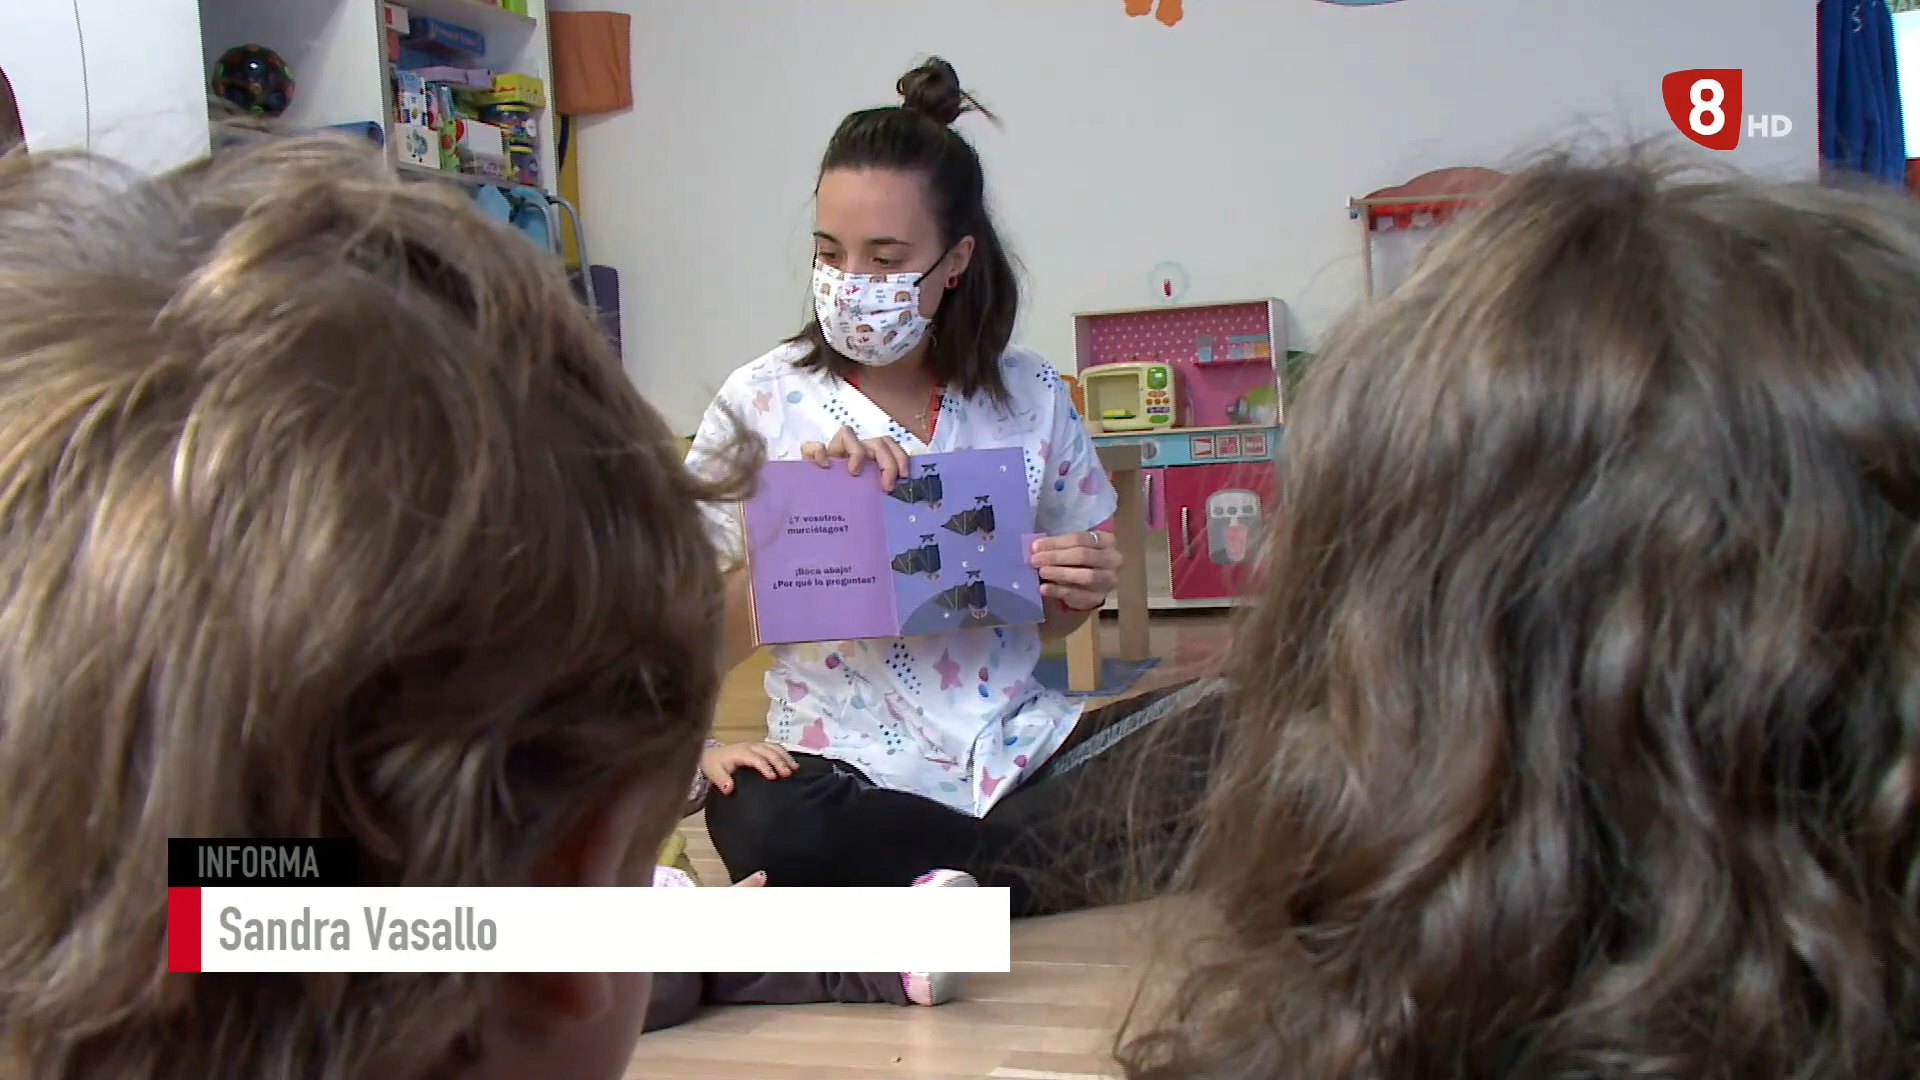 8 HD
¿Y vosotros,
murciélagos?
¡Boca abajo!
¿Por qué lo preguntas?
INFORMA
Sandra Vasallo